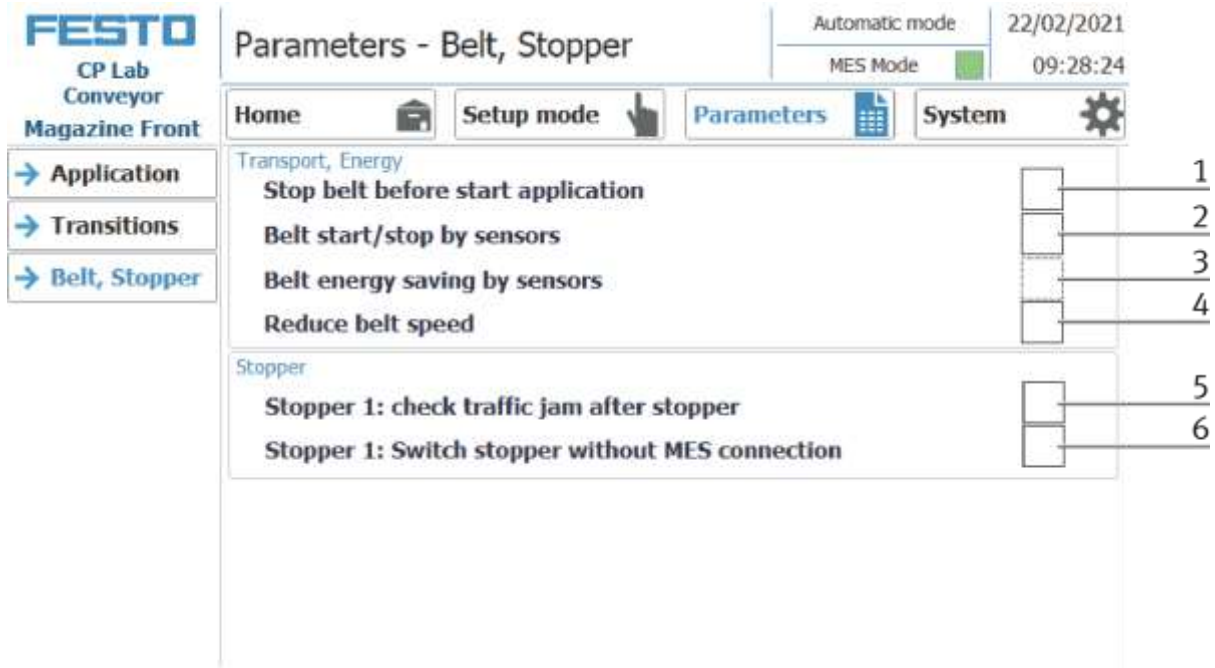 FESTO
CP Lab
Conveyor
Magazine Front
Parameters - Belt, Stopper
Automatic mode
MES Mode
22/02/2021
09:28:24
Home
Setup mode
Parameters
System
Application
Transitions
Belt, Stopper
Transport, Energy
Stop belt before start application
1
Belt start/stop by sensors
2
Belt energy saving by sensors
3
Reduce belt speed
4
Stopper
Stopper 1: check traffic jam after stopper
5
Stopper 1: Switch stopper without MES connection
6